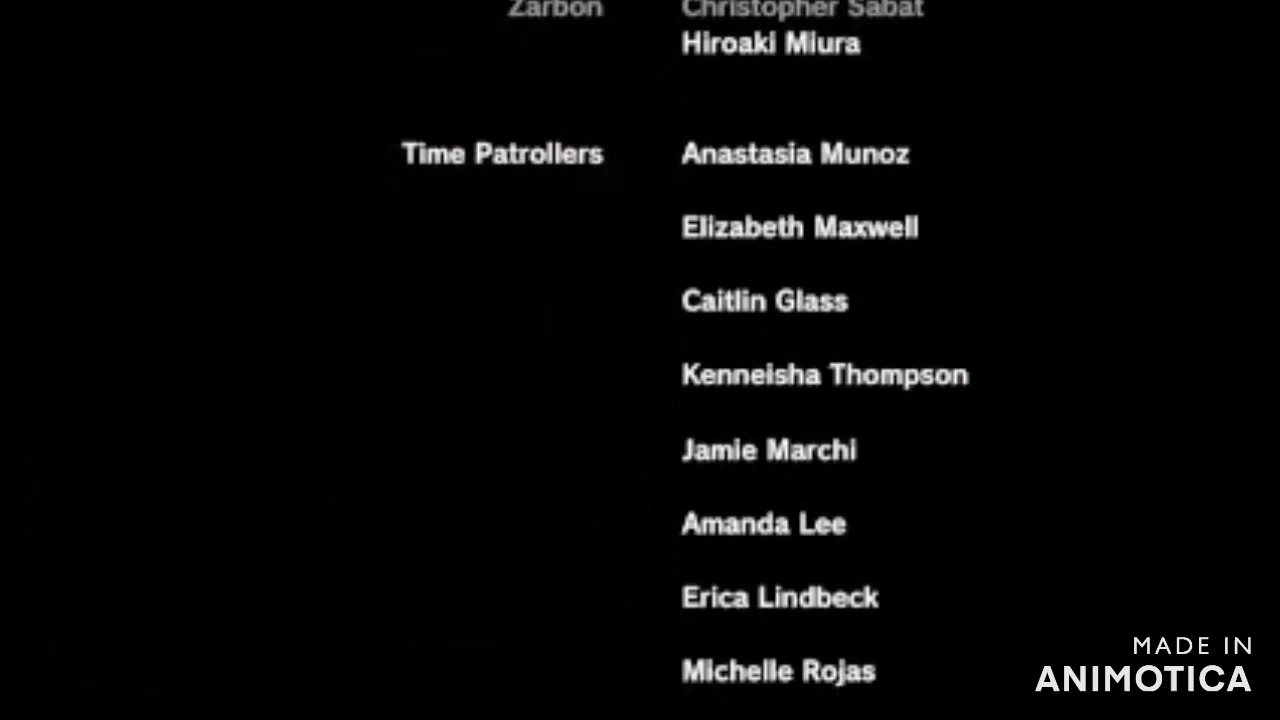 Zarbon Christopher Sabat
Hiroaki Miura
Time Patrollers Anastasia Munoz
Elizabeth Maxwell
Caitlin Glass
Kenneisha Thompson
Jamie Marchi
Amanda Lee
Erica Lindbeck
Michelle Rojas
MADE IN
ANIMOTICA